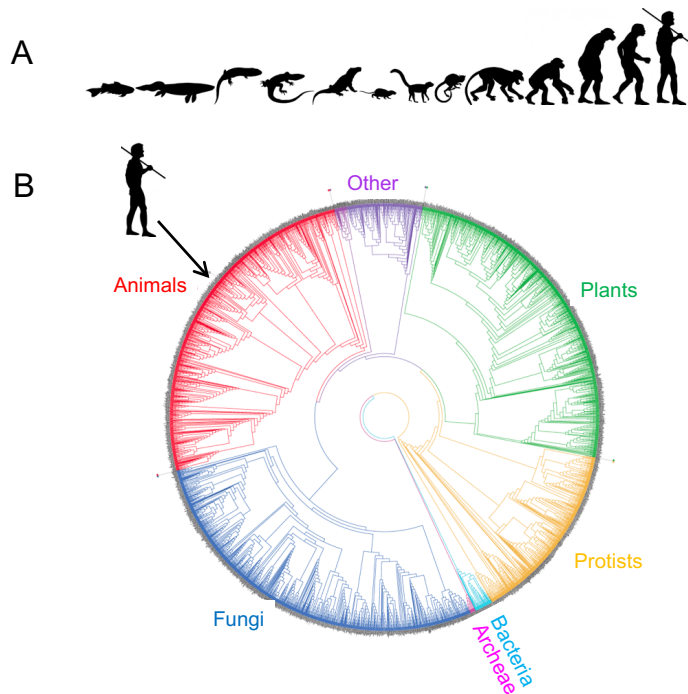 A
B
Other
Animals
Plants
Protists
Fungi
Bacteria
Archeae